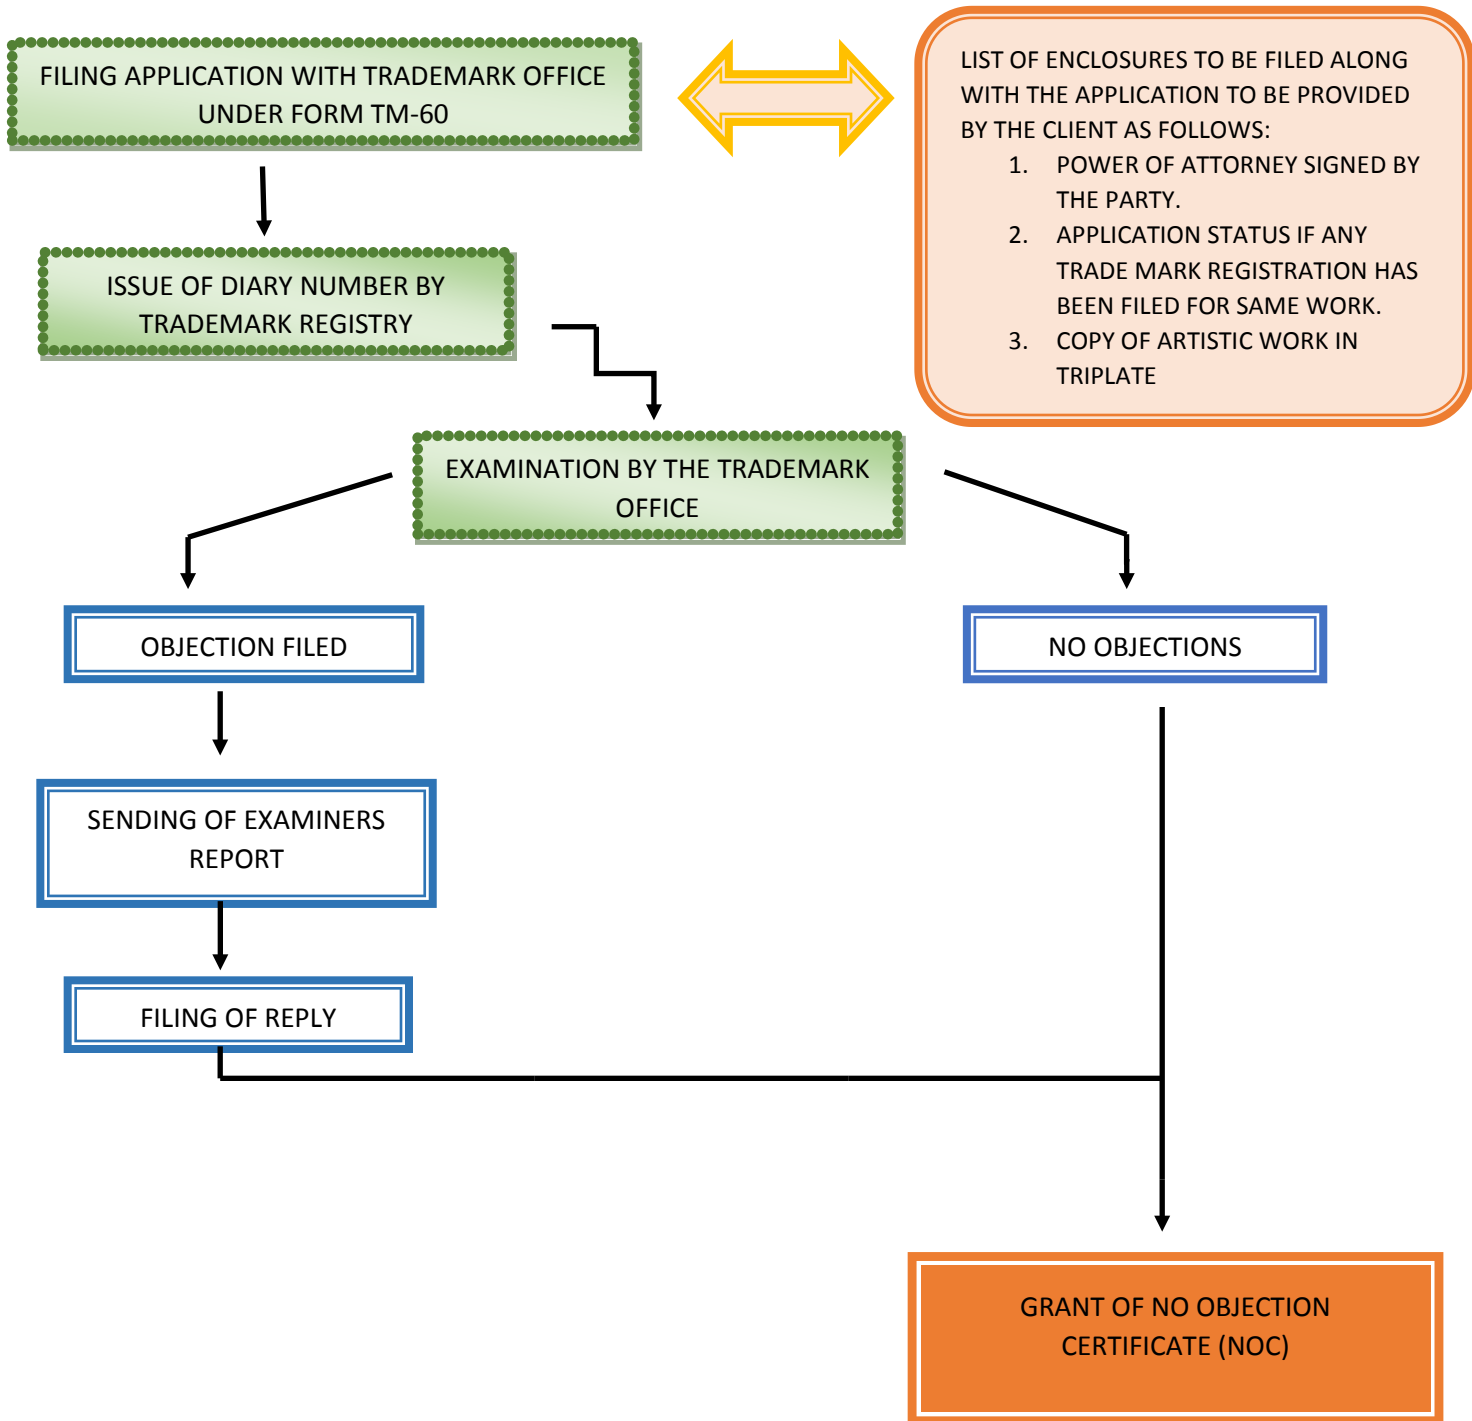 FILING APPLICATION WITH TRADEMARK OFFICE
UNDER FORM TM-60
LIST OF ENCLOSURES TO BE FILED ALONG
WITH THE APPLICATION TO BE PROVIDED
BY THE CLIENT AS FOLLOWS:
1. POWER OF ATTORNEY SIGNED BY
THE PARTY.
2. APPLICATION STATUS IF ANY
TRADE MARK REGISTRATION HAS
BEEN FILED FOR SAME WORK.
3. COPY OF ARTISTIC WORK IN
TRIPLATE
ISSUE OF DIARY NUMBER BY
TRADEMARK REGISTRY
EXAMINATION BY THE TRADEMARK
OFFICE
OBJECTION FILED
NO OBJECTIONS
SENDING OF EXAMINERS
REPORT
FILING OF REPLY
GRANT OF NO OBJECTION
CERTIFICATE (NOC)